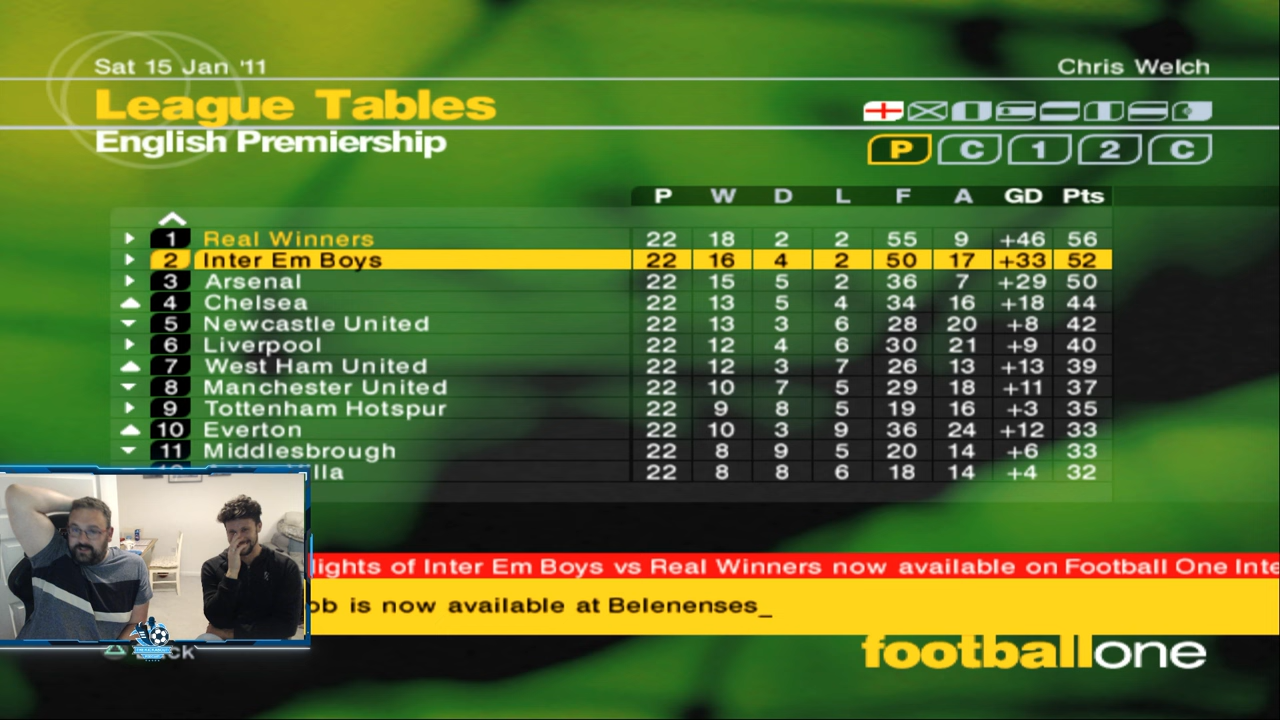 Sat 15 Jan '11
Chris Welch
League Tables
English Premiership
P C 1 2 C
P W D L F A GD Pts
1 Real Winners 22 18 2 2 55 9 +46 56
2 Inter Em Boys 22 16 4 2 50 17 +33 52
3 Arsenal 22 15 5 2 36 7 +29 50
4 Chelsea 22 13 5 4 34 16 +18 44
5 Newcastle United 22 13 3 6 28 20 +8 42
6 Liverpool 22 12 4 6 30 21 +9 40
7 West Ham United 22 12 3 7 26 13 +13 39
8 Manchester United 22 10 7 5 29 18 +11 37
9 Tottenham Hotspur 22 9 8 5 19 16 +3 35
10 Everton 22 10 3 9 36 24 +12 33
11 Middlesbrough 22 8 9 5 20 14 +6 33
22 8 8 6 18 14 +4 32
of Inter Em Boys vs Real Winners now available on Football One
is now available at Belenenses_
footballone